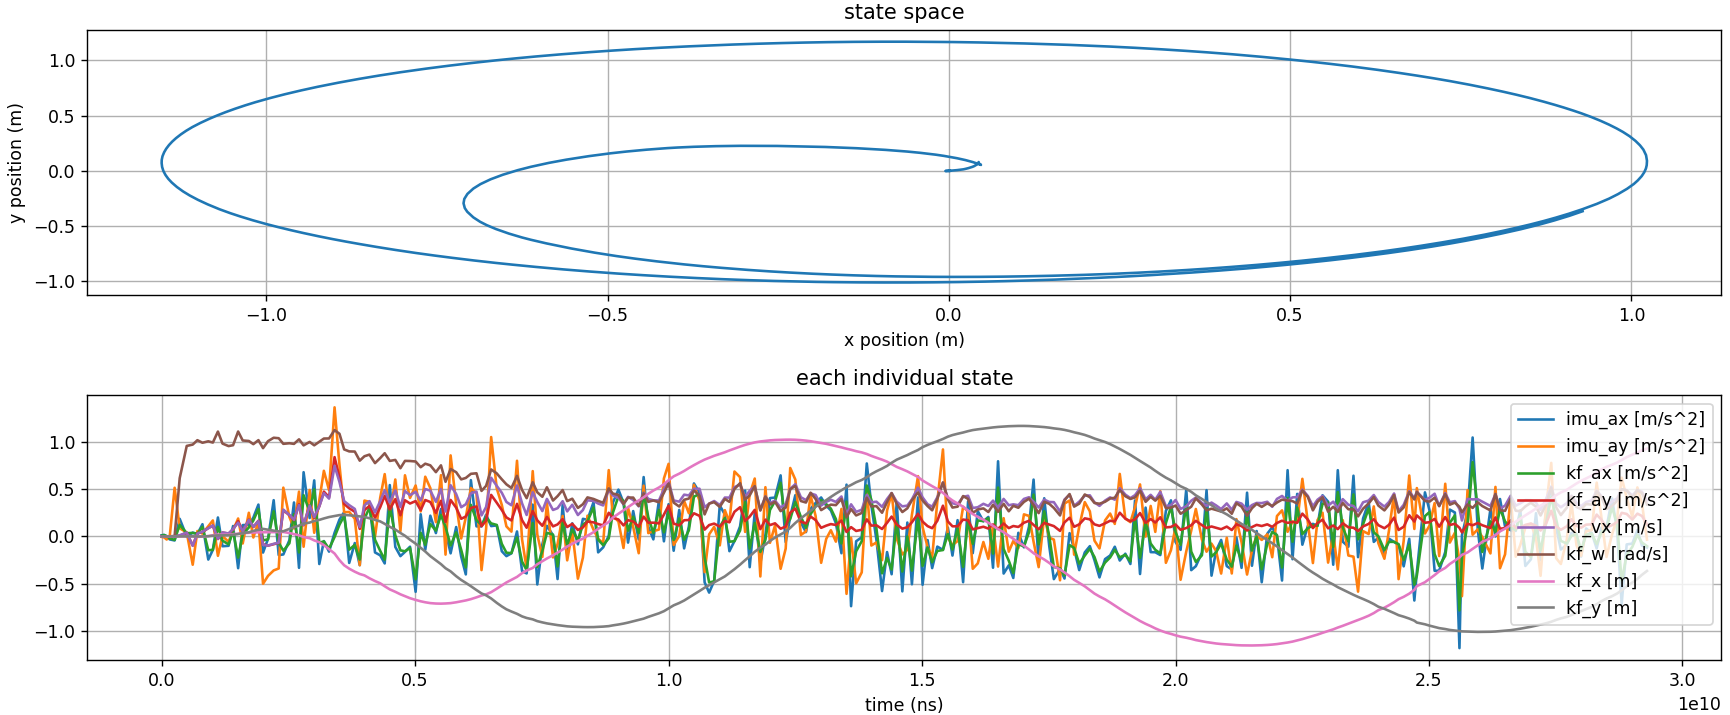 state space
1.0
0.5
0.0
−0.5
−1.0
y position (m)
−1.0
−0.5
0.0
0.5
1.0
x position (m)
each individual state
1.0
0.5
0.0
−0.5
−1.0
imu_ax [m/s^2]
imu_ay [m/s^2]
kf_ax [m/s^2]
kf_ay [m/s^2]
kf_vx [m/s]
kf_w [rad/s]
kf_x [m]
kf_y [m]
0.0
0.5
1.0
1.5
2.0
2.5
3.0
1e10
time (ns)